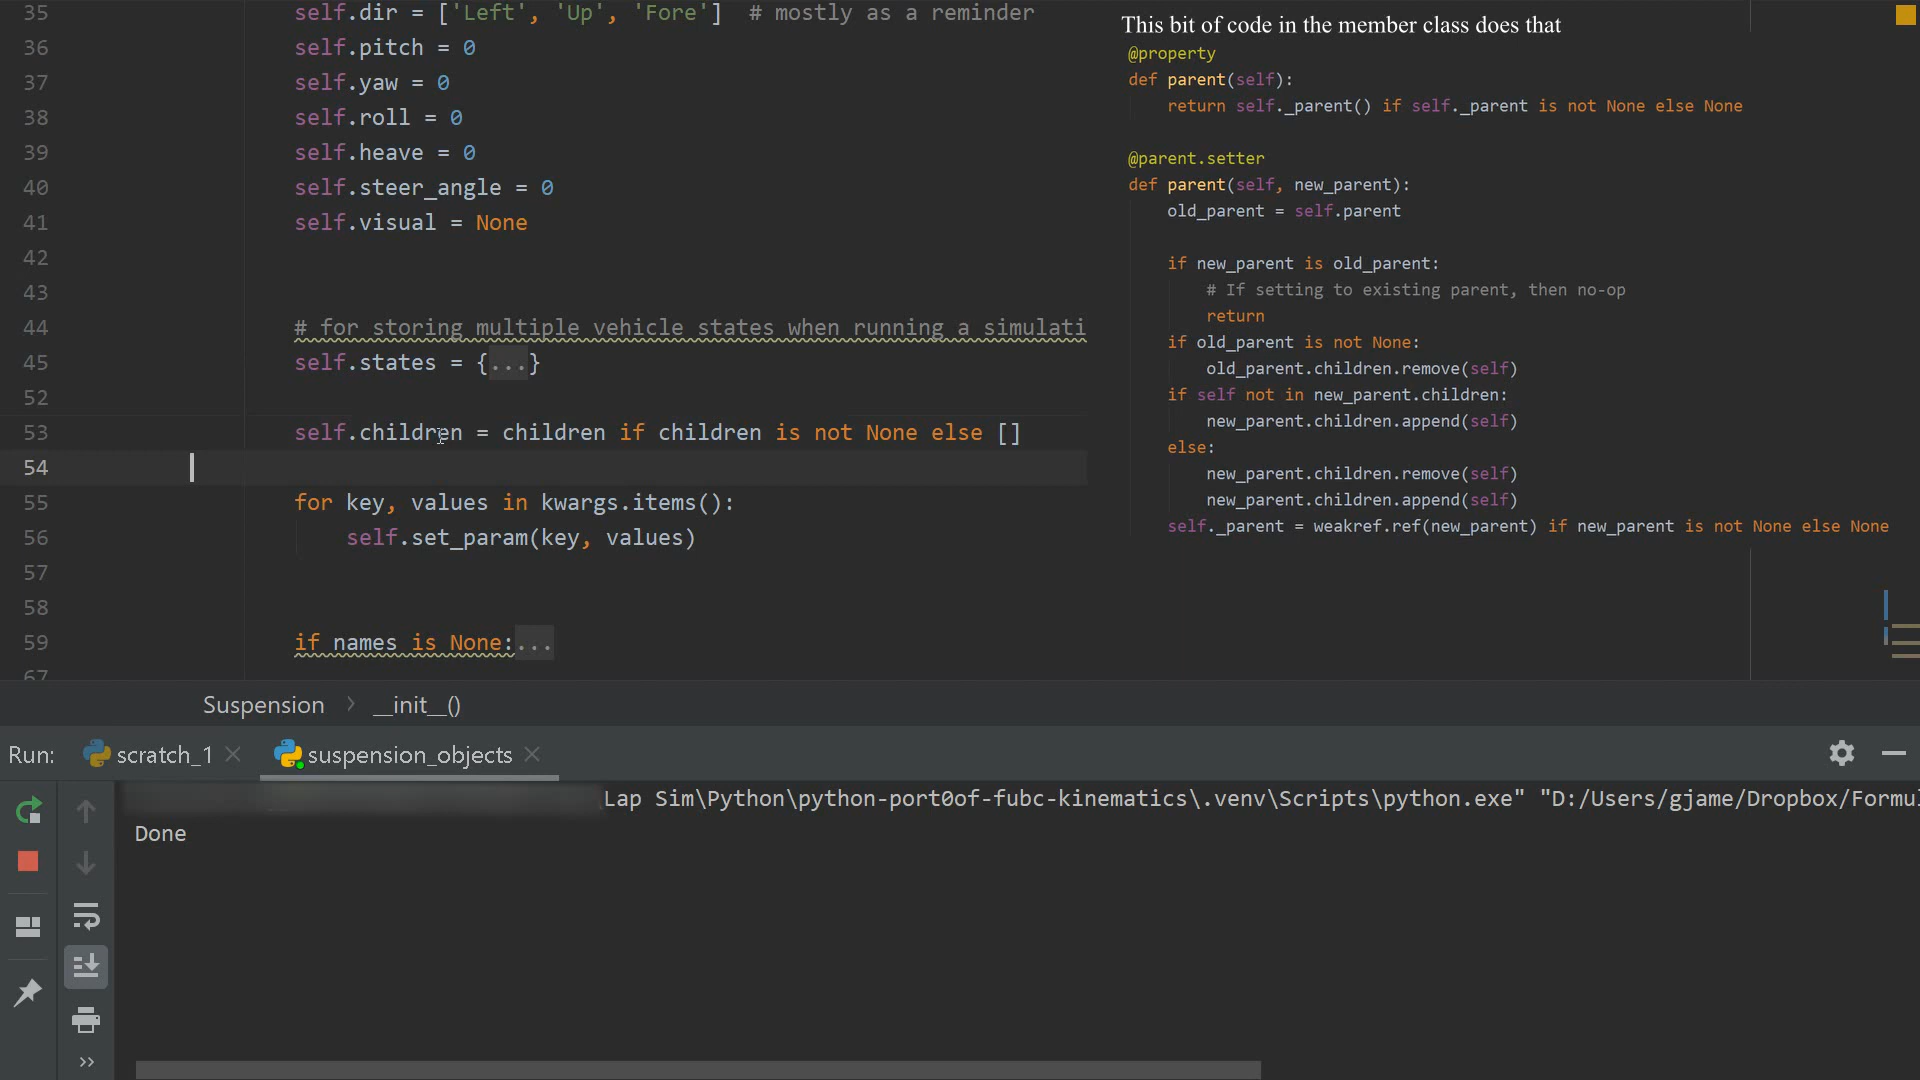 35 self.dir = ['Left', 'Up', 'Fore']  # mostly as a reminder
36 self.pitch = 0
37 self.yaw = 0
38 self.roll = 0
39 self.heave = 0
40 self.steer_angle = 0
41 self.visual = None
42
43
44 # for storing multiple vehicle states when running a simulati
45 self.states = {...}
52
53 self.children = children if children is not None else []
54
55 for key, values in kwargs.items():
56 self.set_param(key, values)
57
58
59 if names is None:...
67
This bit of code in the member class does that
@property
def parent(self):
return self._parent() if self._parent is not None else None
@parent.setter
def parent(self, new_parent):
old_parent = self.parent
if new_parent is old_parent:
# If setting to existing parent, then no-op
return
if old_parent is not None:
old_parent.children.remove(self)
if self not in new_parent.children:
new_parent.children.append(self)
else:
new_parent.children.remove(self)
new_parent.children.append(self)
self._parent = weakref.ref(new_parent) if new_parent is not None else None
Suspension > __init__()
Run: scratch_1 × suspension_objects ×
\Lap Sim\Python\python-port0of-fubc-kinematics\.venv\Scripts\python.exe" "D:/Users/gjame/Dropbox/Formul
Done